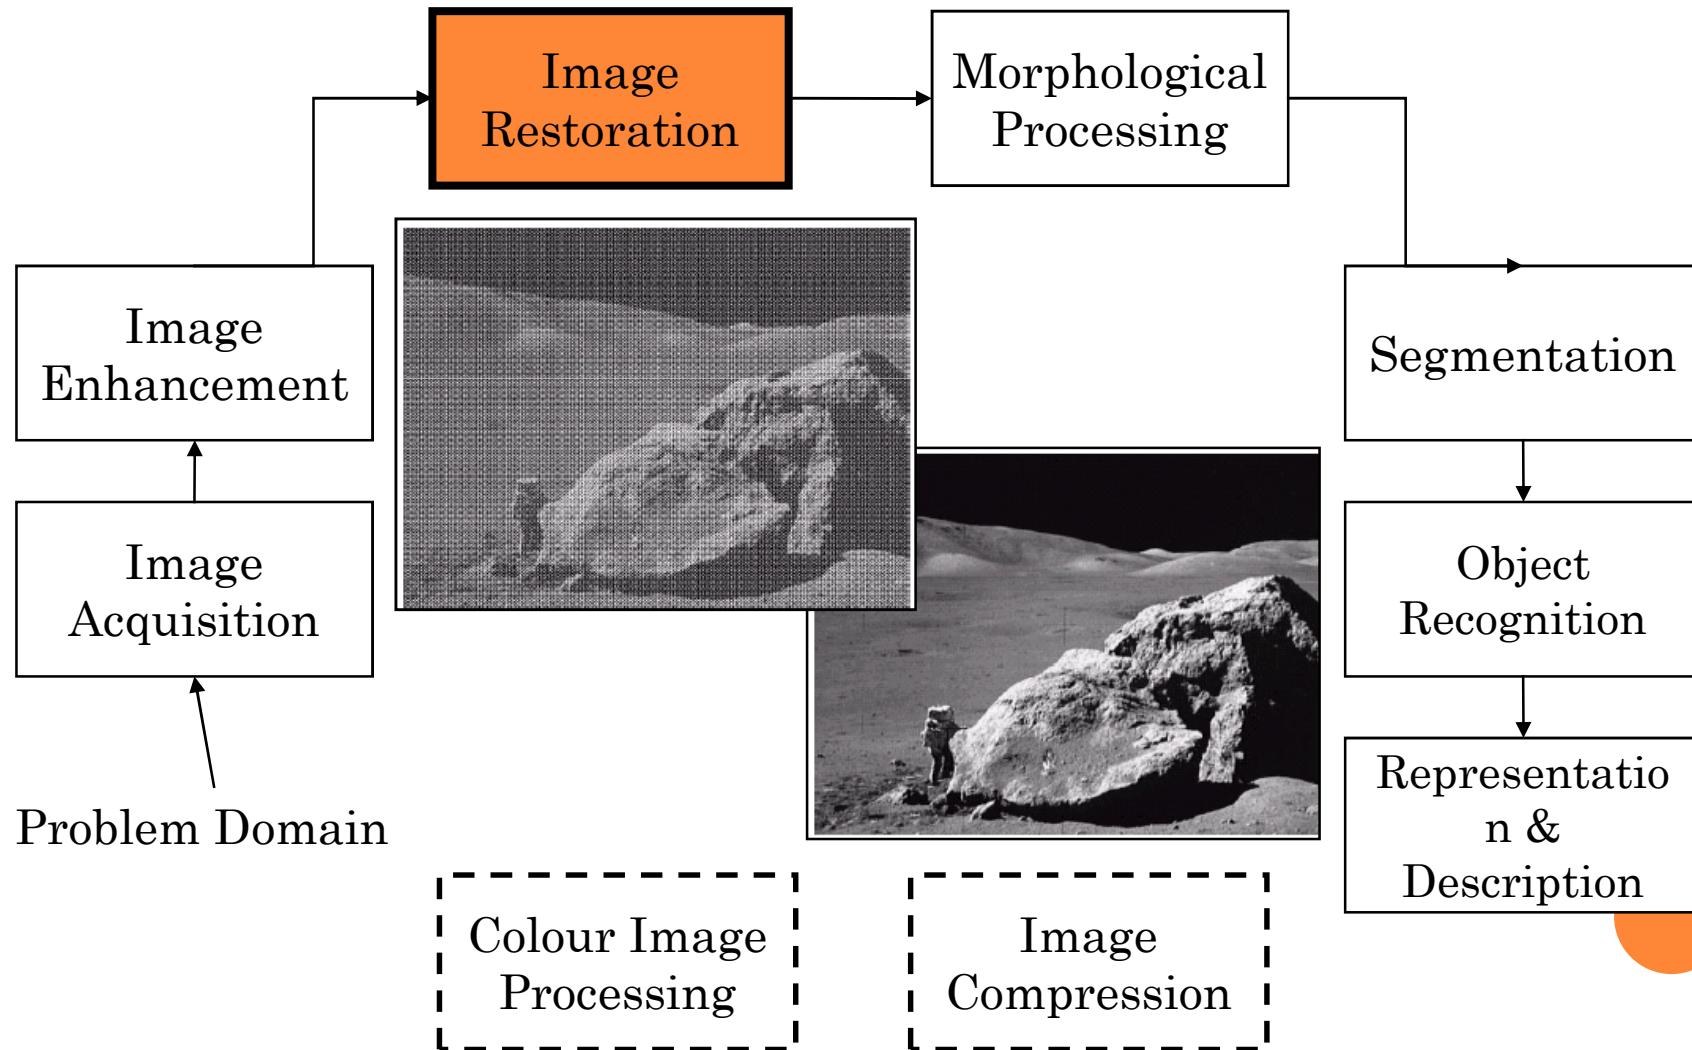 Image
Restoration
Morphological
Processing
Image
Enhancement
Segmentation
Image
Acquisition
Object
Recognition
Problem Domain
Representatio
n &
Description
Colour Image
Processing
Image
Compression